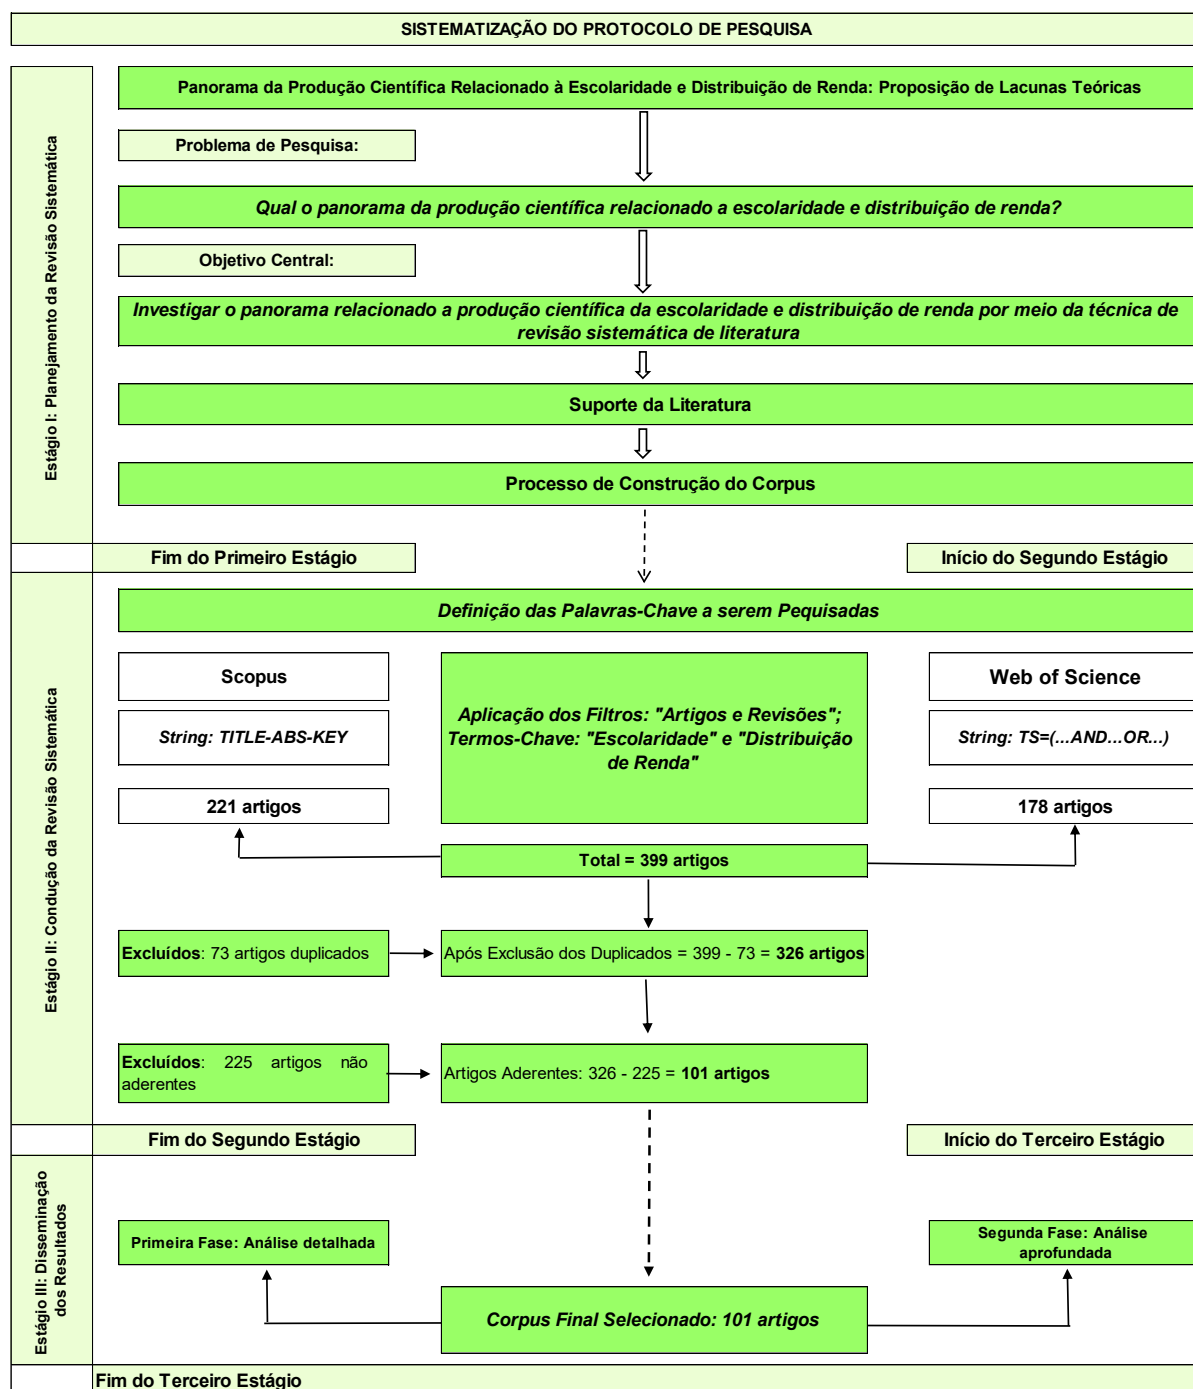 SISTEMATIZAÇÃO DO PROTOCOLO DE PESQUISA
Estágio I: Planejamento da Revisão Sistemática
Panorama da Produção Científica Relacionado à Escolaridade e Distribuição de Renda: Proposição de Lacunas Teóricas
Problema de Pesquisa:
Qual o panorama da produção científica relacionado a escolaridade e distribuição de renda?
Objetivo Central:
Investigar o panorama relacionado a produção científica da escolaridade e distribuição de renda por meio da técnica de
revisão sistemática de literatura
Suporte da Literatura
Processo de Construção do Corpus
Fim do Primeiro Estágio
Início do Segundo Estágio
Estágio II: Condução da Revisão Sistemática
Definição das Palavras-Chave a serem Pequisadas
Scopus
String: TITLE-ABS-KEY
221 artigos
Aplicação dos Filtros: "Artigos e Revisões";
Termos-Chave: "Escolaridade" e "Distribuição
de Renda"
Web of Science
String: TS=(...AND...OR...)
178 artigos
Total = 399 artigos
Excluídos: 73 artigos duplicados
Após Exclusão dos Duplicados = 399 - 73 = 326 artigos
Excluídos: 225 artigos não
aderentes
Artigos Aderentes: 326 - 225 = 101 artigos
Fim do Segundo Estágio
Início do Terceiro Estágio
Estágio III: Disseminação
dos Resultados
Primeira Fase: Análise detalhada
Segunda Fase: Análise
aprofundada
Corpus Final Selecionado: 101 artigos
Fim do Terceiro Estágio